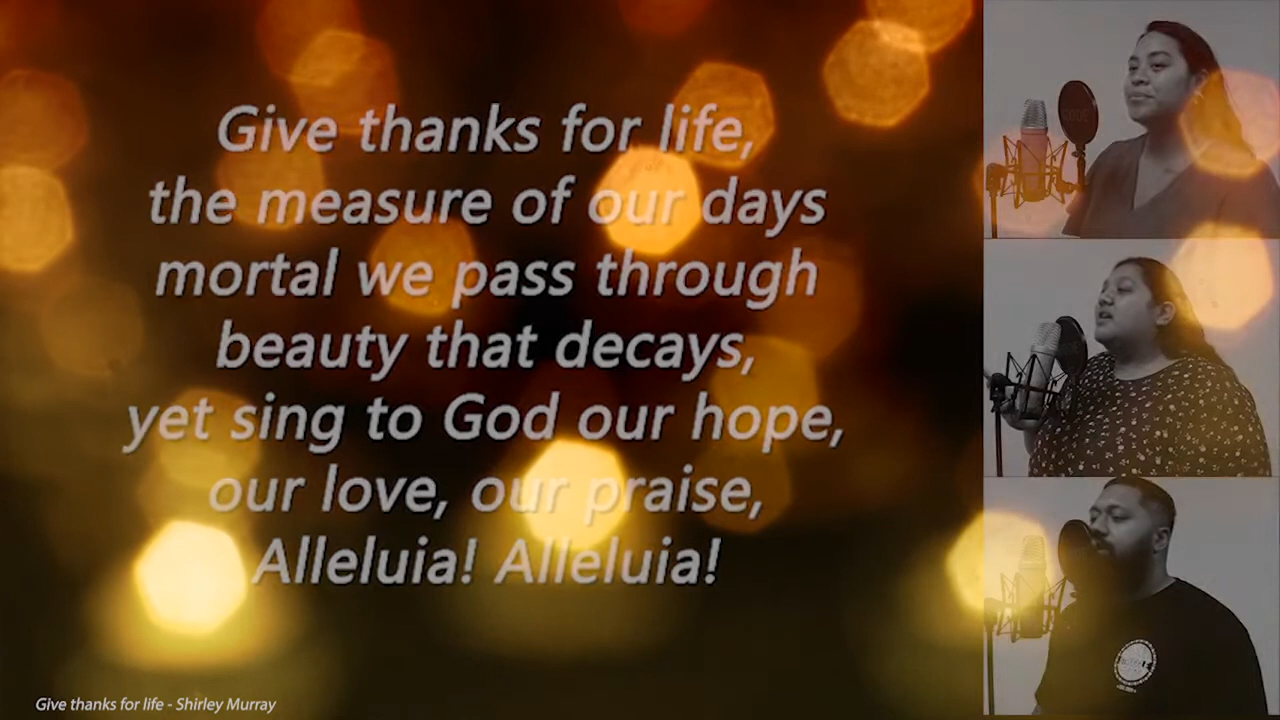 Give thanks for life,
the measure of our days
mortal we pass through
beauty that decays,
yet sing to God our hope,
our love, our praise,
Alleluia! Alleluia!
Give thanks for life - Shirley Murray
RODE